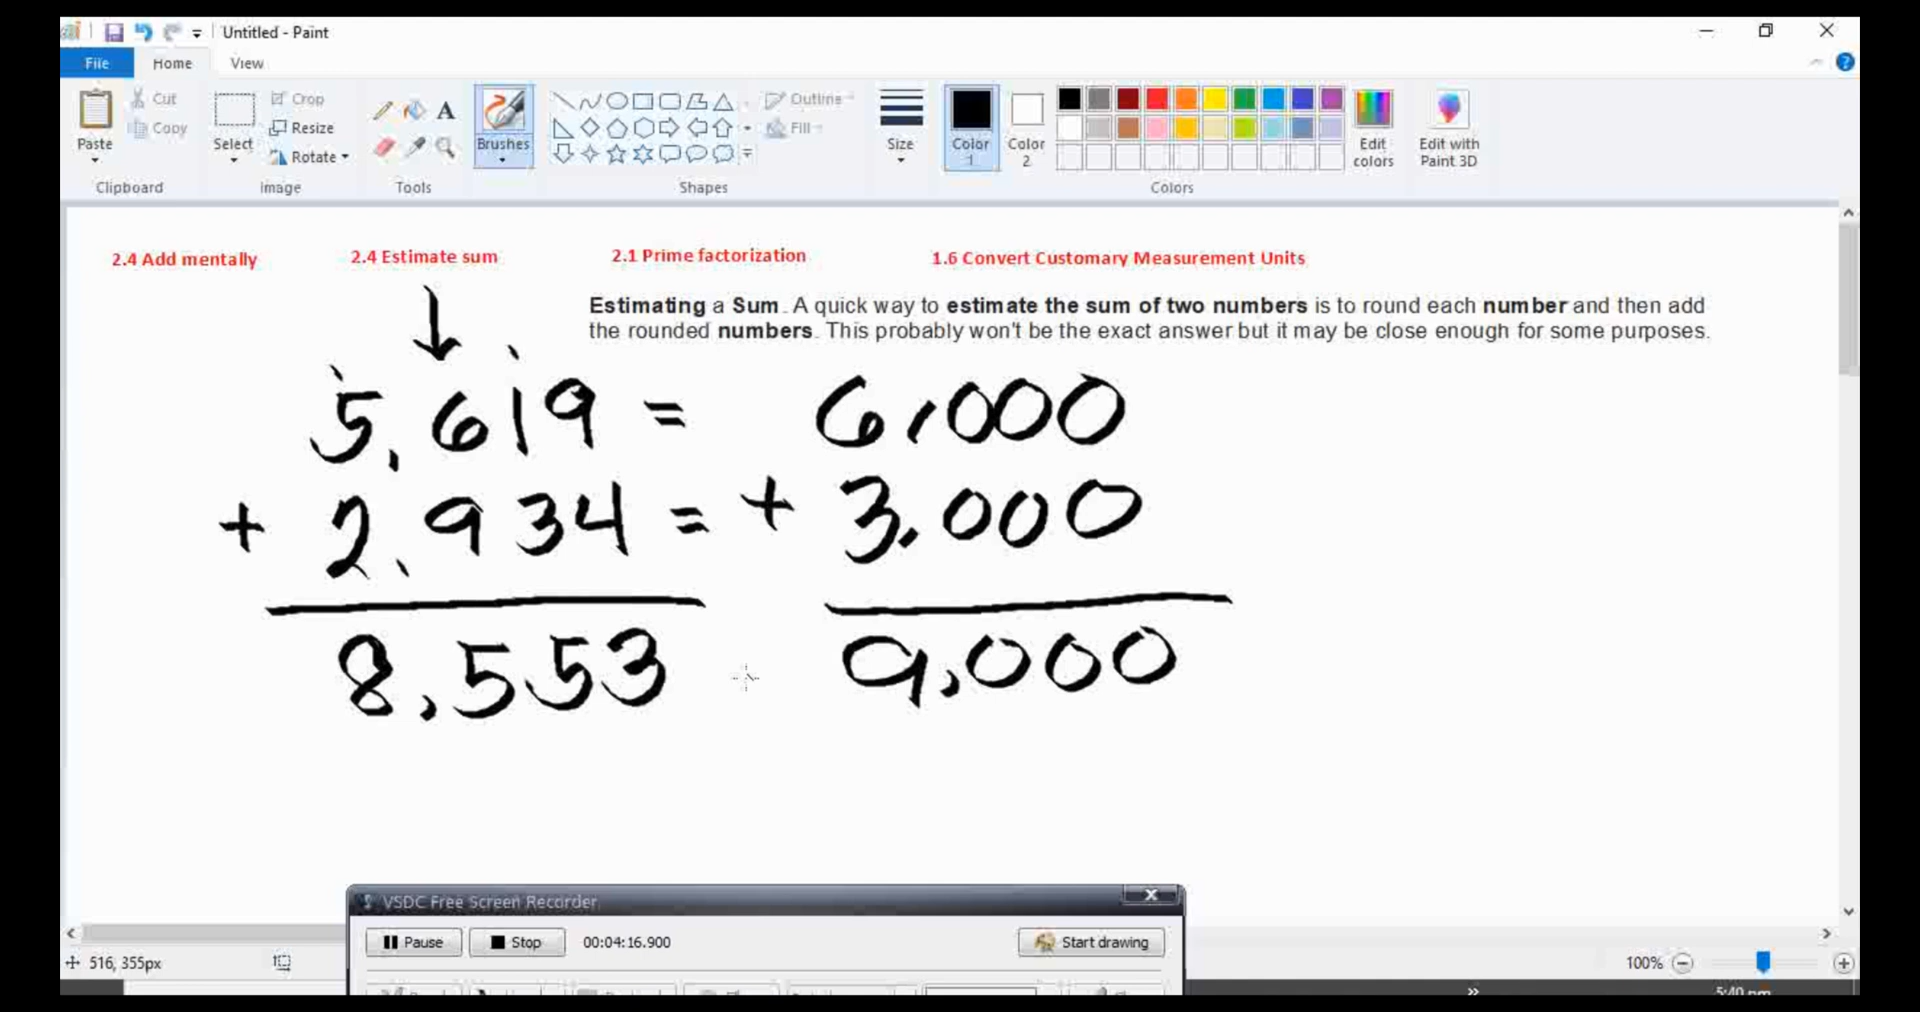 Untitled - Paint
File Home View
Paste
Cut
Copy
Clipboard
Select
Crop
Resize
Rotate
Image
A
Tools
Brushes
Outline
Fill
Shapes
Size
Color 1
Color 2
Colors
Edit colors
Edit with Paint 3D
2.4 Add mentally 2.4 Estimate sum 2.1 Prime factorization 1.6 Convert Customary Measurement Units
Estimating a Sum. A quick way to estimate the sum of two numbers is to round each number and then add
the rounded numbers. This probably won't be the exact answer but it may be close enough for some purposes.
5,619 = 6,000
+ 2,934 = + 3,000
8,553 9,000
VSDC Free Screen Recorder
Pause Stop 00:04:16.900 Start drawing
516, 355px 100%
5:40 pm